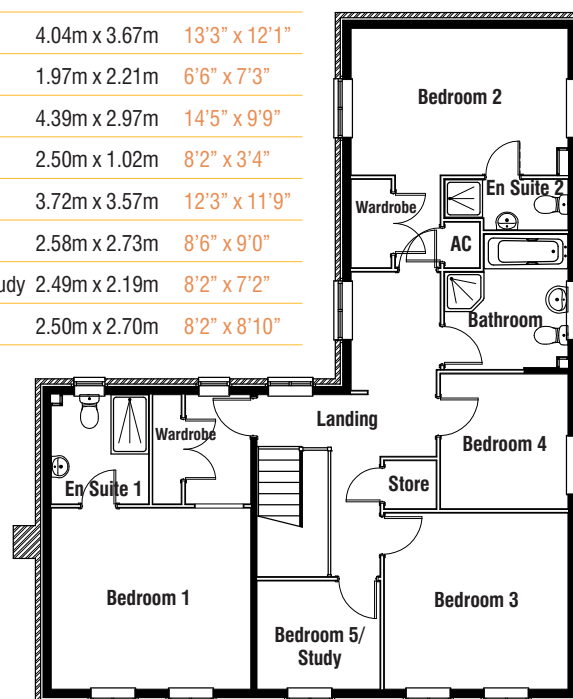 4.04m x 3.67m 13'3" x 12'1"
1.97m x 2.21m 6'6" x 7'3"
4.39m x 2.97m 14'5" x 9'9"
2.50m x 1.02m 8'2" x 3'4"
3.72m x 3.57m 12'3" x 11'9"
2.58m x 2.73m 8'6" x 9'0"
udy 2.49m x 2.19m 8'2" x 7'2"
2.50m x 2.70m 8'2" x 8'10"
Bedroom 2
En Suite 2
Wardrobe
AC
Bathroom
Landing
Wardrobe
Bedroom 4
En Suite 1
Store
Bedroom 1
Bedroom 3
Bedroom 5/
Study